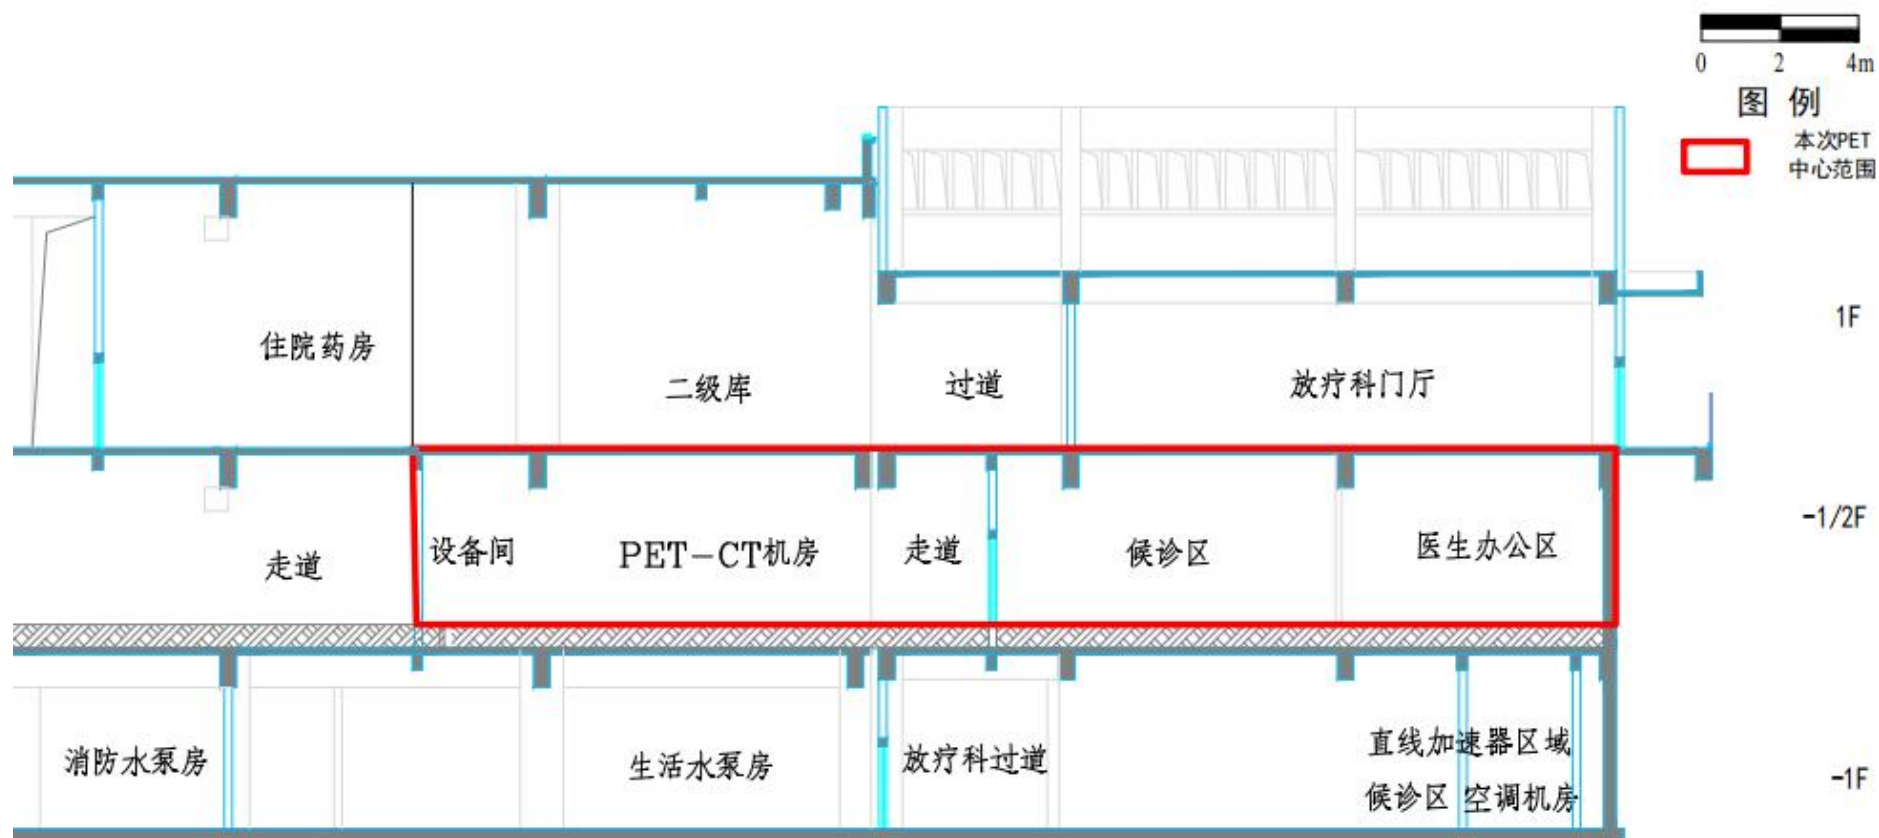 0 2 4m
图 例
本次PET
中心范围
1F
住院药房
二级库
过道
放疗科门厅
-1/2F
走道
设备间
PET-CT机房
走道
候诊区
医生办公区
消防水泵房
生活水泵房
放疗科过道
直线加速器区域
候诊区 空调机房
-1F